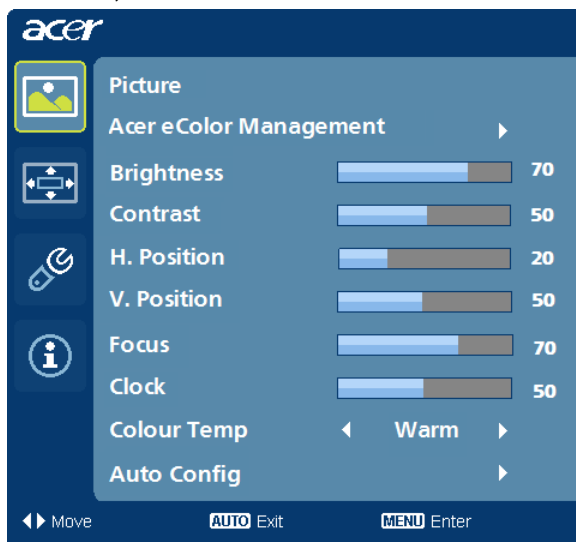 acer
Picture
Acer eColor Management
Brightness 70
Contrast 50
H. Position 20
V. Position 50
Focus 70
Clock 50
Colour Temp Warm
Auto Config
Move AUTO Exit MENU Enter